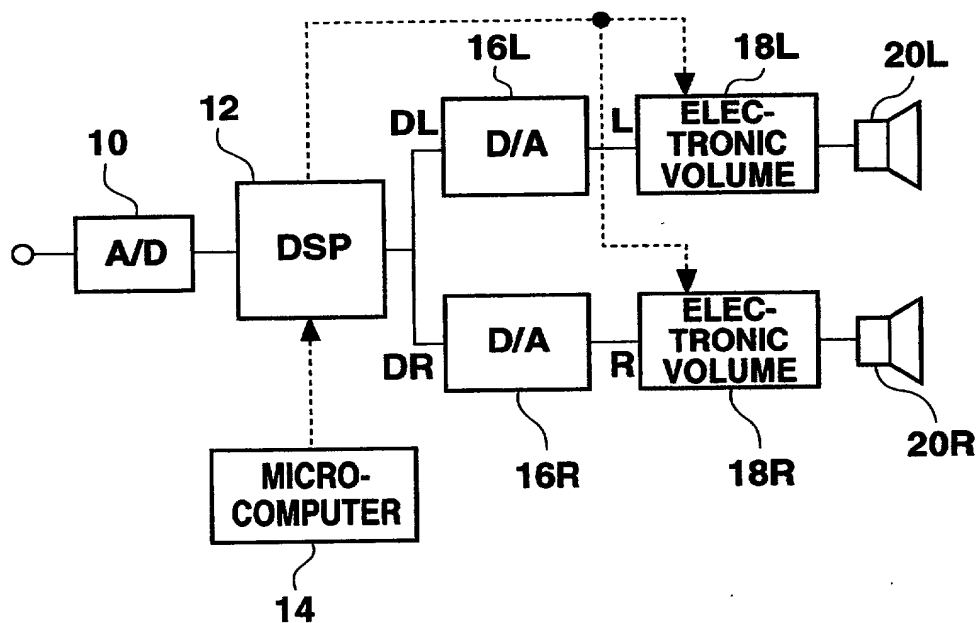 16L
18L
20L
12
DL
L
ELEC-
TRONIC
VOLUME
D/A
10
A/D
DSP
DR
D/A
R
ELEC-
TRONIC
VOLUME
16R
18R
20R
MICRO-
COMPUTER
14